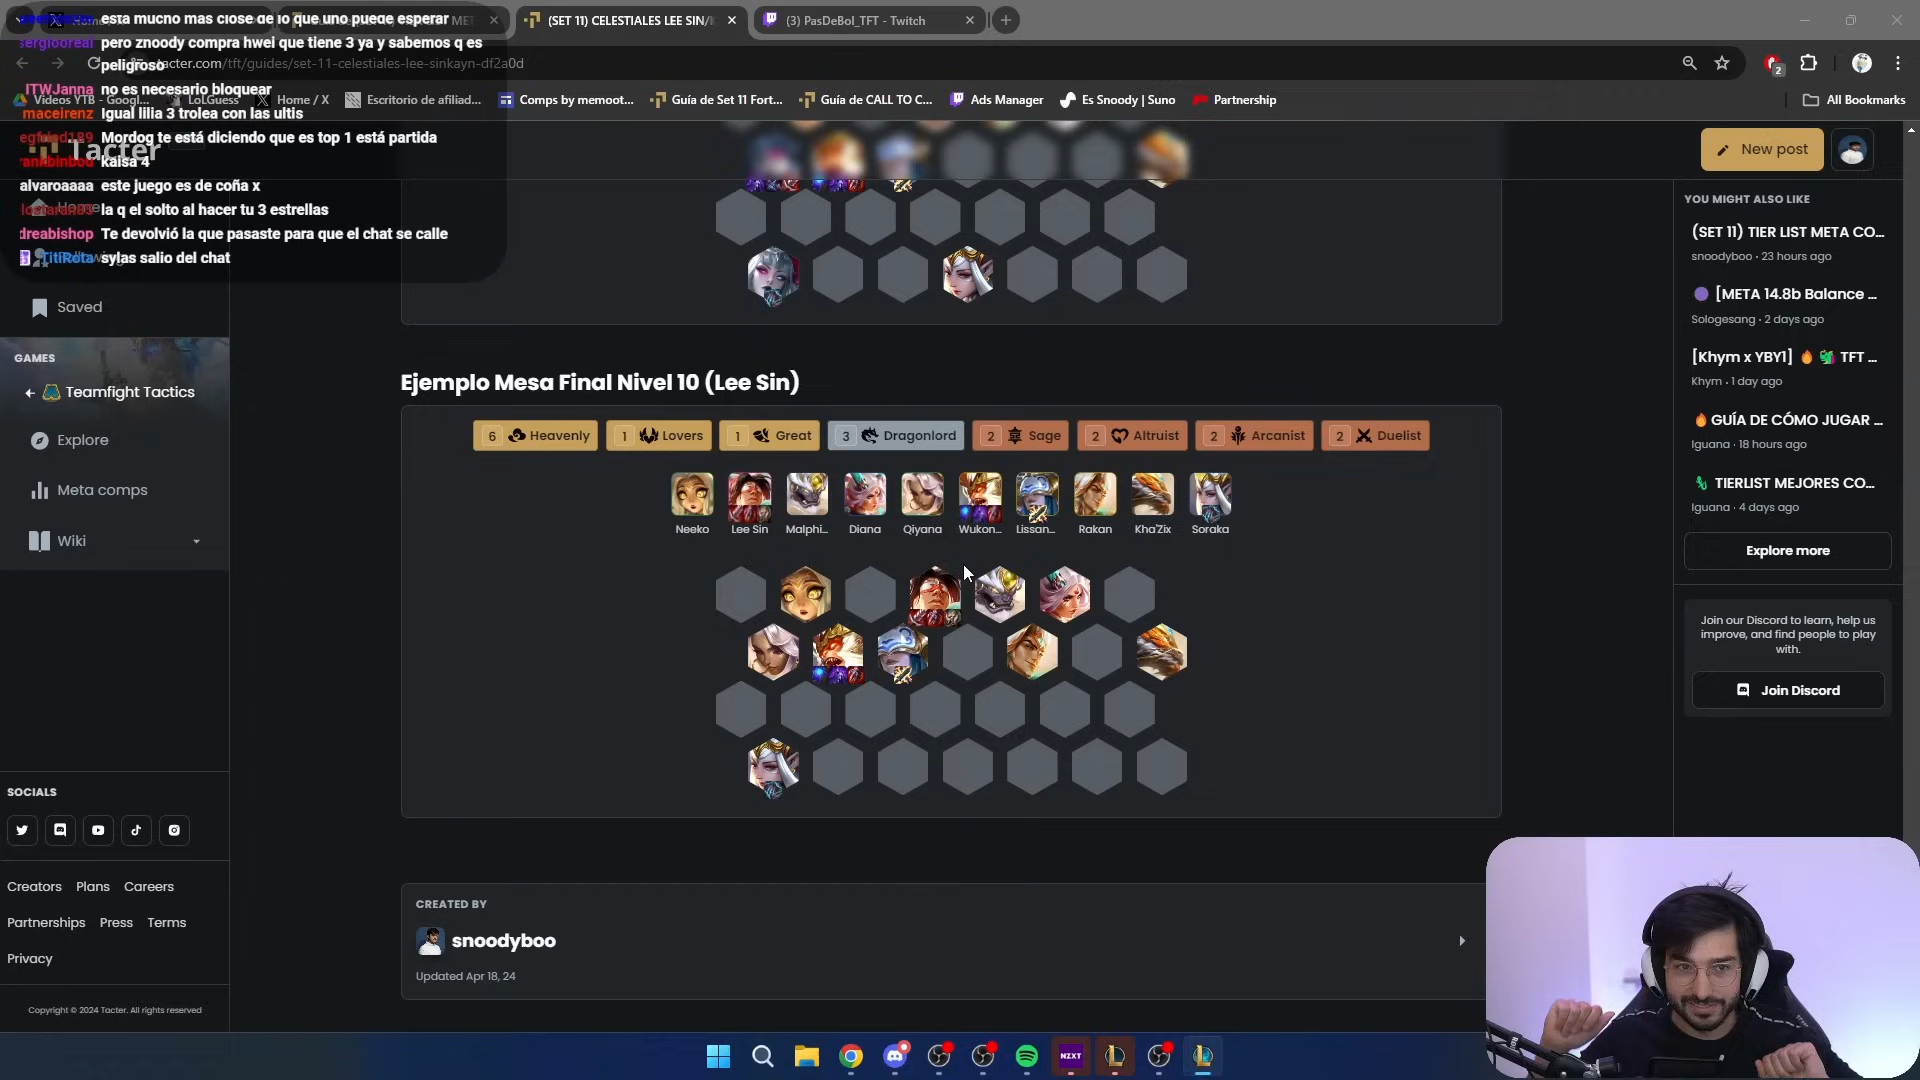 (SET 11) CELESTIALES LEE SIN/
(3) PasDeBol_TFT - Twitch
tacter.com/tft/guides/set-11-celestiales-lee-sinkayn-df2a0d
Videos YTB - Googl...
LoLGuess
Home / X
Escritorio de afiliad...
Comps by memoot...
Guía de Set 11 Fort...
Guía de CALL TO C...
Ads Manager
Es Snoody | Suno
Partnership
All Bookmarks
esta mucho mas close de lo que uno puede esperar
pero znoody compra hwei que tiene 3 ya y sabemos q es
peligroso
ITWJanna no es necesario bloquear
maceirenz Igual lilia 3 trolea con las ultis
Mordog te está diciendo que es top 1 está partida
kaisa 4
alvaroaaaa este juego es de coña x
la q el solto al hacer tu 3 estrellas
dreabishop Te devolvió la que pasaste para que el chat se calle
TitiRota sylas salio del chat
Tacter
Home
Saved
GAMES
Teamfight Tactics
Explore
Meta comps
Wiki
SOCIALS
Creators Plans Careers
Partnerships Press Terms
Privacy
Copyright © 2024 Tacter. All rights reserved
Ejemplo Mesa Final Nivel 10 (Lee Sin)
6 Heavenly
1 Lovers
1 Great
3 Dragonlord
2 Sage
2 Altruist
2 Arcanist
2 Duelist
Neeko
Lee Sin
Malphi...
Diana
Qiyana
Wukon...
Lissan...
Rakan
Kha'Zix
Soraka
CREATED BY
snoodyboo
Updated Apr 18, 24
New post
YOU MIGHT ALSO LIKE
(SET 11) TIER LIST META CO...
snoodyboo • 23 hours ago
[META 14.8b Balance ...
Sologesang • 2 days ago
[Khym x YBY1] 🔥 🐲 TFT ...
Khym • 1 day ago
🔥GUÍA DE CÓMO JUGAR ...
Iguana • 18 hours ago
TIERLIST MEJORES CO...
Iguana • 4 days ago
Explore more
Join our Discord to learn, help us
improve, and find people to play
with.
Join Discord
2
NZXT